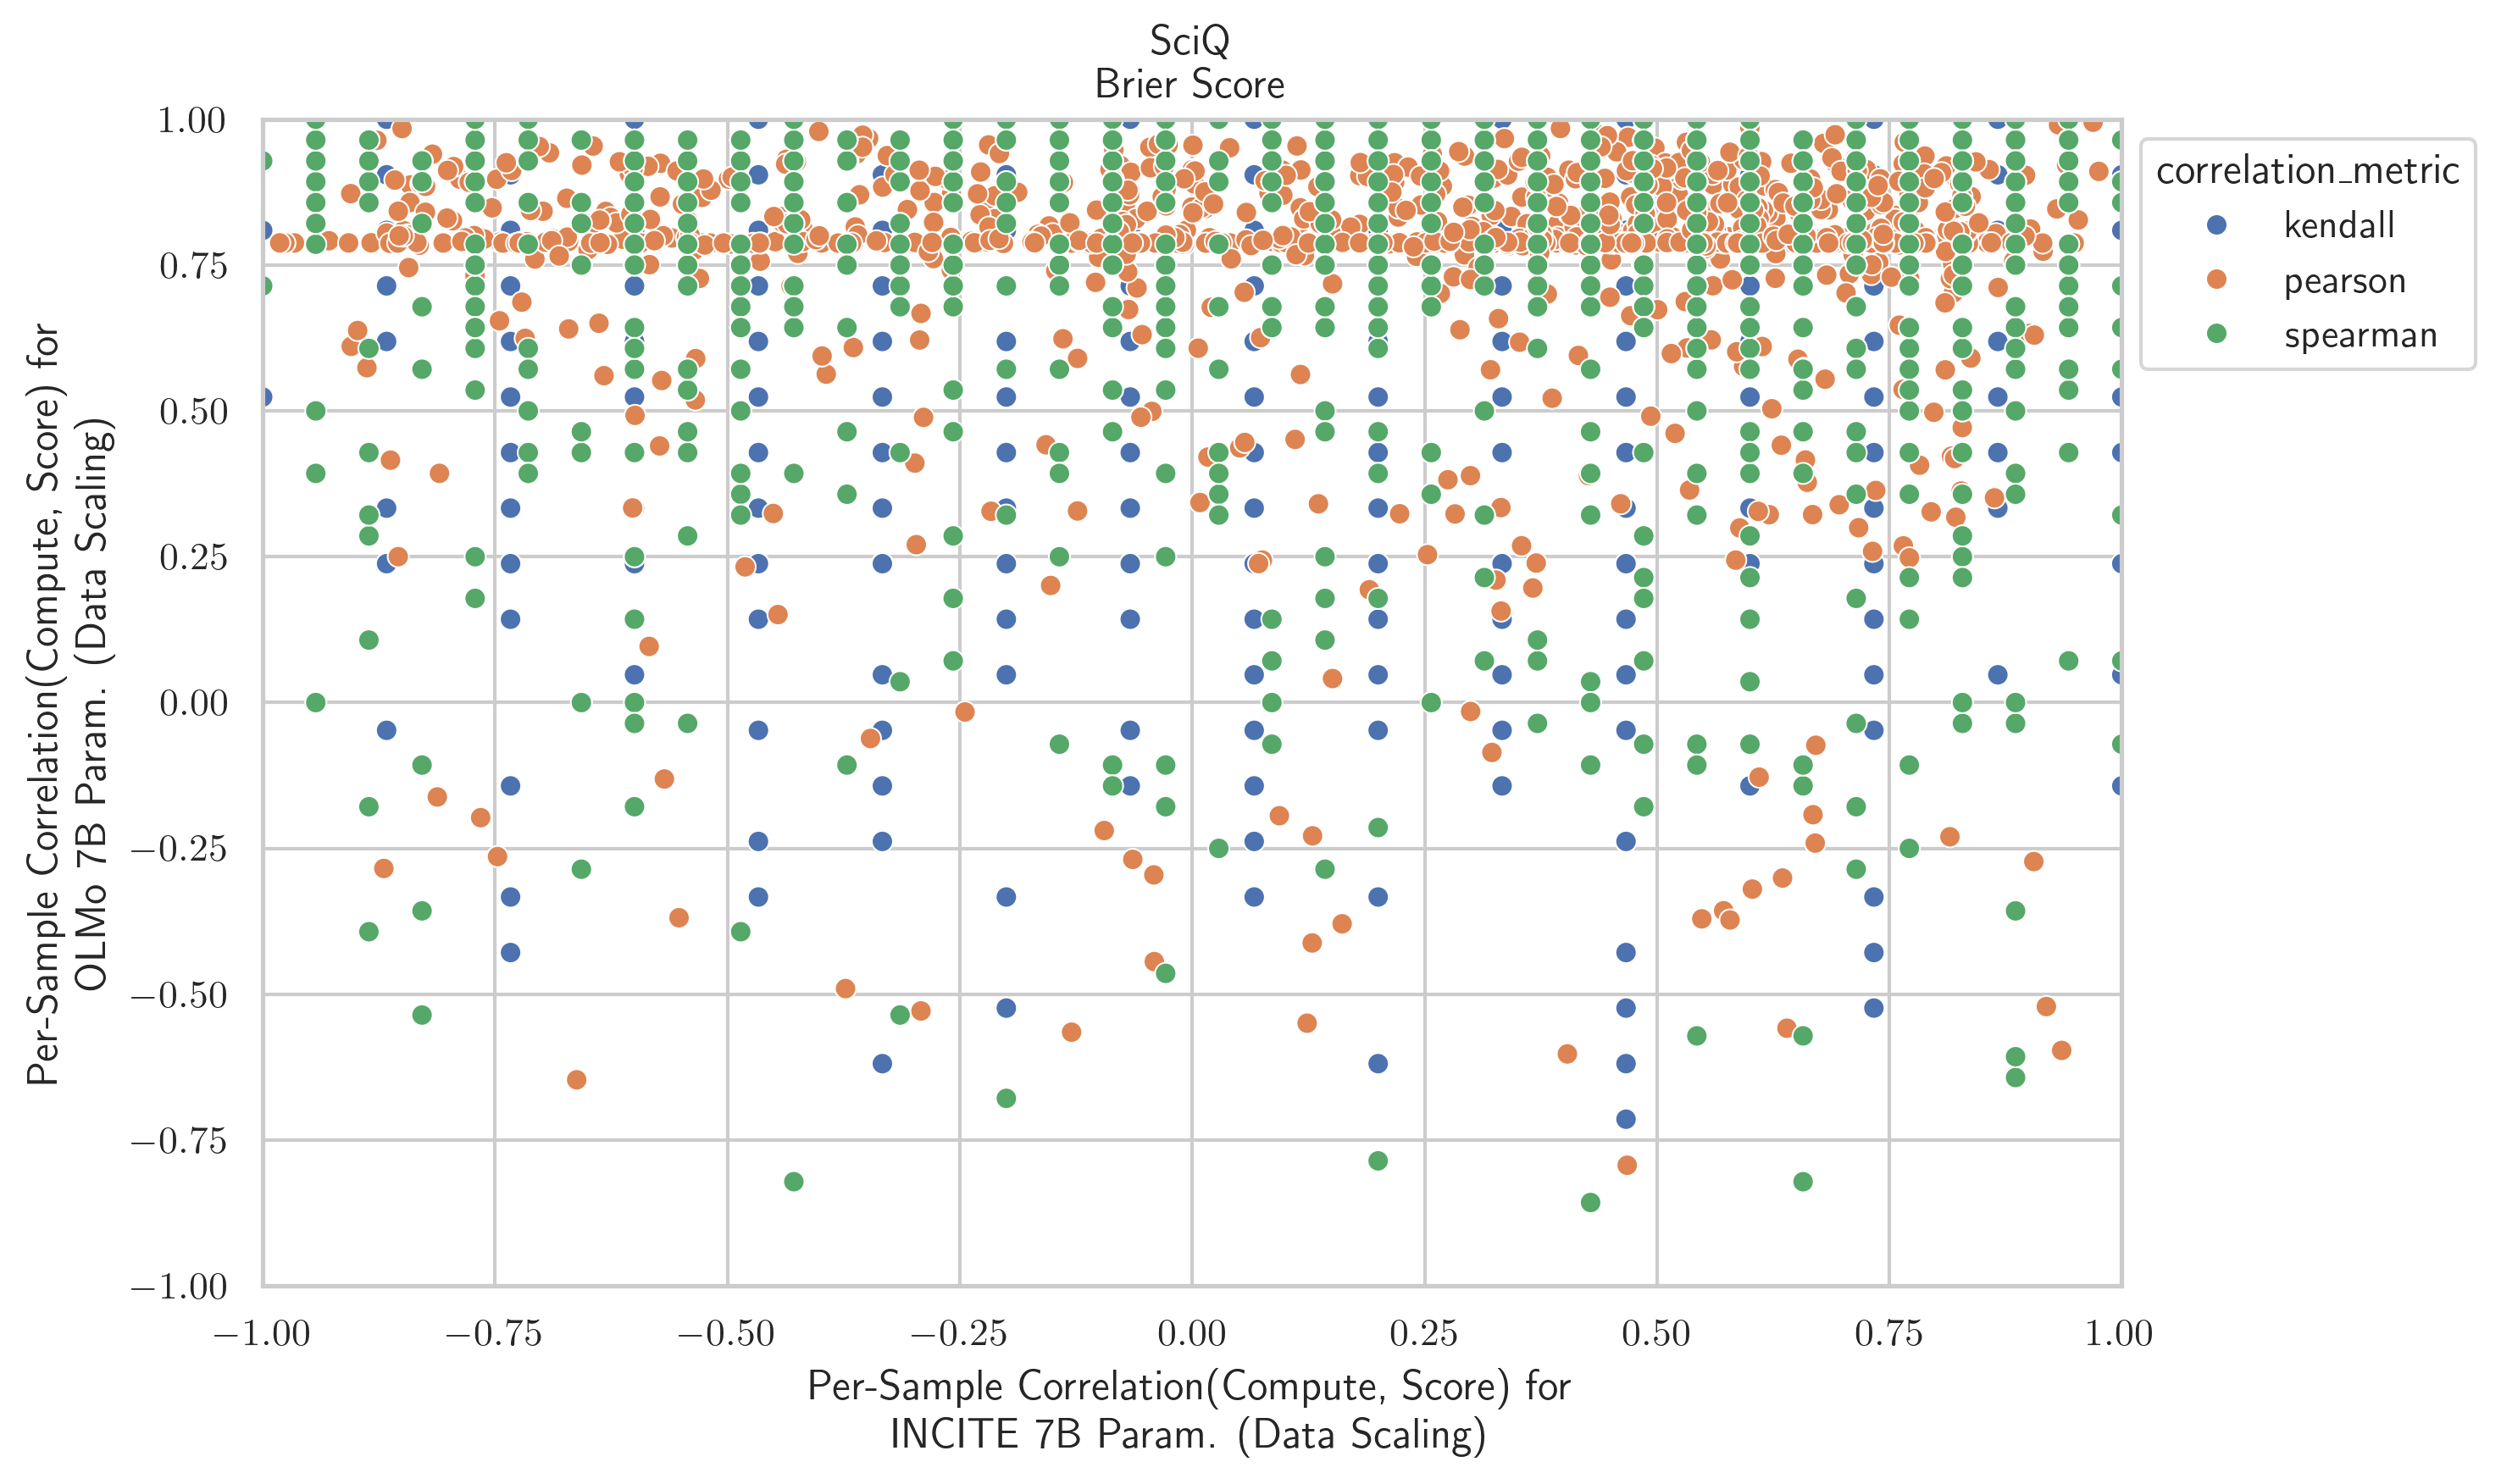 SciQ
Brier Score
Per-Sample Correlation(Compute, Score) for
OLMo 7B Param. (Data Scaling)
1.00
0.75
0.50
0.25
0.00
−0.25
−0.50
−0.75
−1.00
−1.00
−0.75
−0.50
−0.25
0.00
0.25
0.50
0.75
1.00
Per-Sample Correlation(Compute, Score) for
INCITE 7B Param. (Data Scaling)
correlation_metric
kendall
pearson
spearman